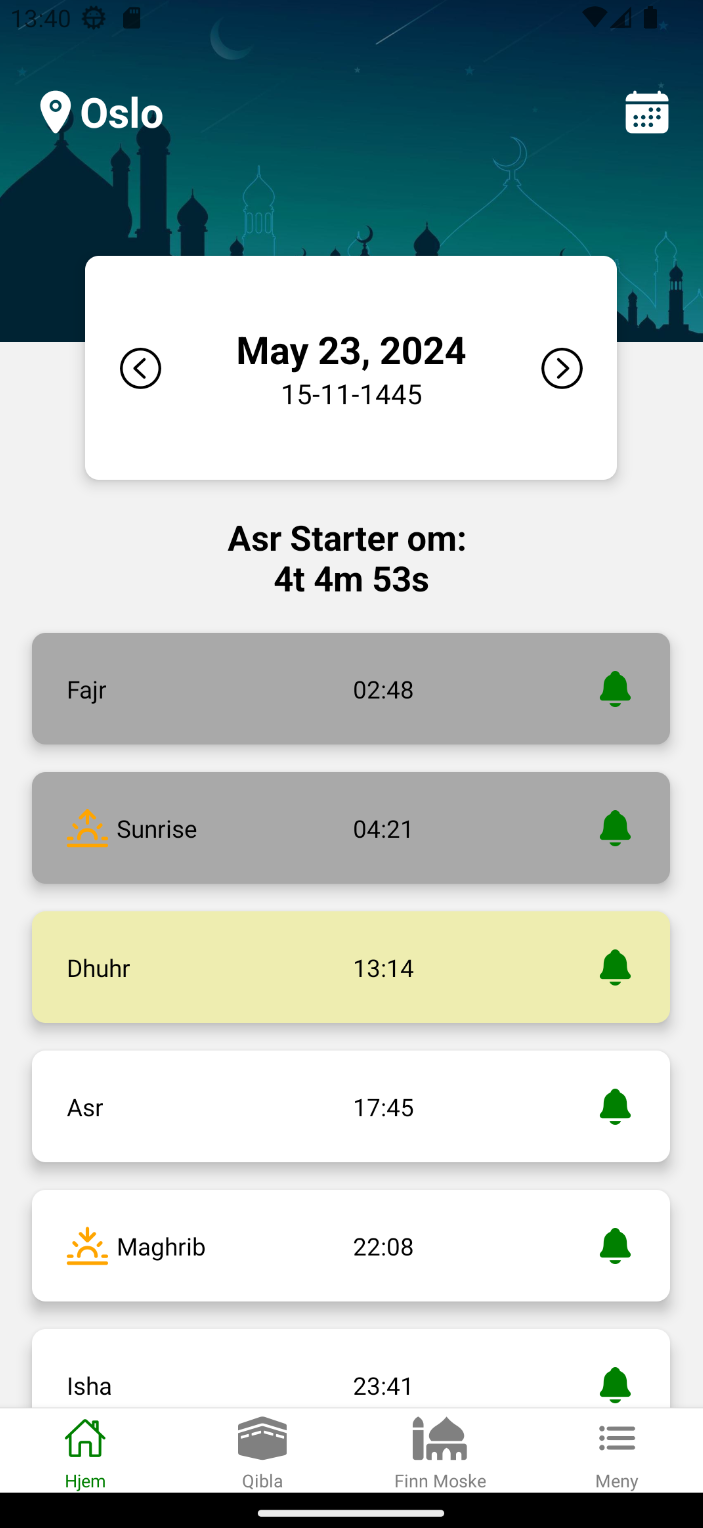 13:40
Oslo
May 23, 2024
15-11-1445
Asr Starter om:
4t 4m 53s
Fajr 02:48
Sunrise 04:21
Dhuhr 13:14
Asr 17:45
Maghrib 22:08
Isha 23:41
Hjem Qibla Finn Moske Meny